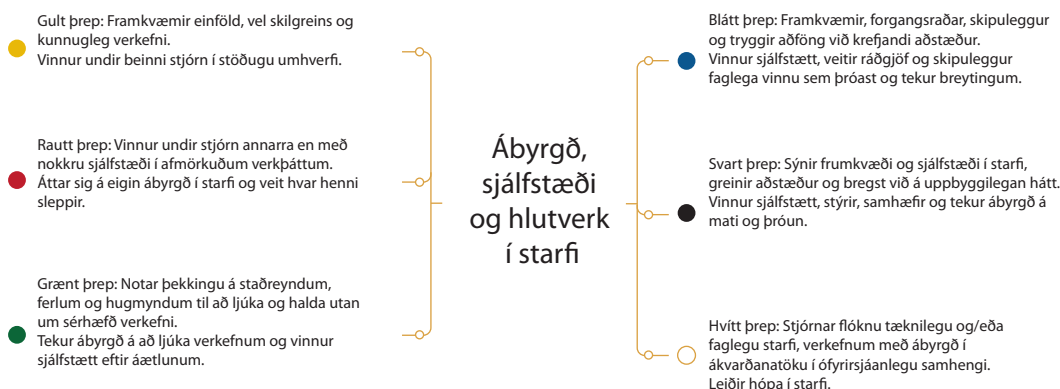 Gult þrep: Framkvæmir einföld, vel skilgreins og
kunnugleg verkefni.
Vinnur undir beinni stjórn í stöðugu umhverfi.
Rautt þrep: Vinnur undir stjórn annarra en með
nokkru sjálfstæði í afmörkuðum verkþáttum.
Áttar sig á eigin ábyrgð í starfi og veit hvar henni
sleppir.
Grænt þrep: Notar þekkingu á staðreyndum,
ferlum og hugmyndum til að ljúka og halda utan
um sérhæfð verkefni.
Tekur ábyrgð á að ljúka verkefnum og vinnur
sjálfstætt eftir áætlunum.
Ábyrgð,
sjálfstæði
og hlutverk
í starfi
Blátt þrep: Framkvæmir, forgangsraðar, skipuleggur
og tryggir aðföng við krefjandi aðstæður.
Vinnur sjálfstætt, veitir ráðgjöf og skipuleggur
faglega vinnu sem þróast og tekur breytingum.
Svart þrep: Sýnir frumkvæði og sjálfstæði í starfi,
greinir aðstæður og bregst við á uppbyggilegan hátt.
Vinnur sjálfstætt, stýrir, samhæfir og tekur ábyrgð á
mati og þróun.
Hvítt þrep: Stjórnar flóknu tæknilegu og/eða
faglegu starfi, verkefnum með ábyrgð í
ákvarðanatöku í ófyrirsjáanlegu samhengi.
Leiðir hópa í starfi.